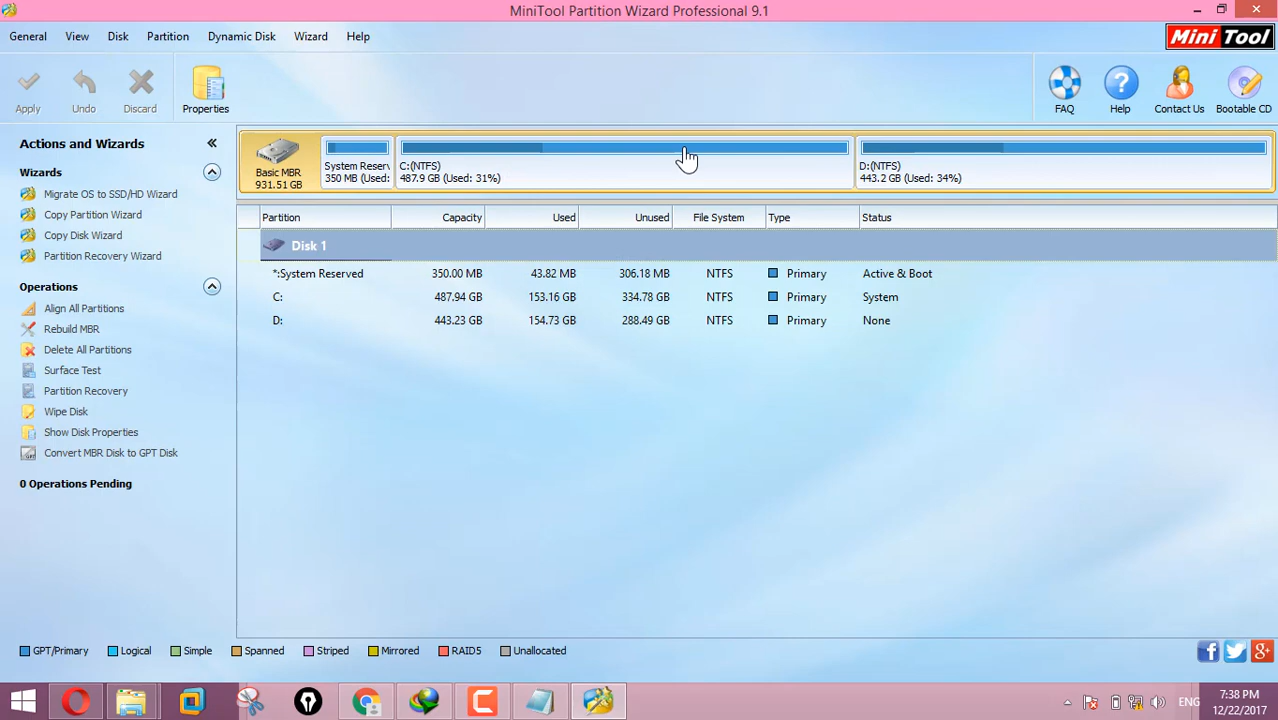 MiniTool Partition Wizard Professional 9.1
General View Disk Partition Dynamic Disk Wizard Help
Mini Tool
Apply Undo Discard Properties FAQ Help Contact Us Bootable CD
Actions and Wizards
Wizards
Migrate OS to SSD/HD Wizard
Copy Partition Wizard
Copy Disk Wizard
Partition Recovery Wizard
Operations
Align All Partitions
Rebuild MBR
Delete All Partitions
Surface Test
Partition Recovery
Wipe Disk
Show Disk Properties
Convert MBR Disk to GPT Disk
0 Operations Pending
Basic MBR
931.51 GB
System Reserv
350 MB (Used:
C:(NTFS)
487.9 GB (Used: 31%)
D:(NTFS)
443.2 GB (Used: 34%)
Partition Capacity Used Unused File System Type Status
Disk 1
*:System Reserved 350.00 MB 43.82 MB 306.18 MB NTFS Primary Active & Boot
C: 487.94 GB 153.16 GB 334.78 GB NTFS Primary System
D: 443.23 GB 154.73 GB 288.49 GB NTFS Primary None
GPT/Primary Logical Simple Spanned Striped Mirrored RAID5 Unallocated
ENG
7:38 PM
12/22/2017